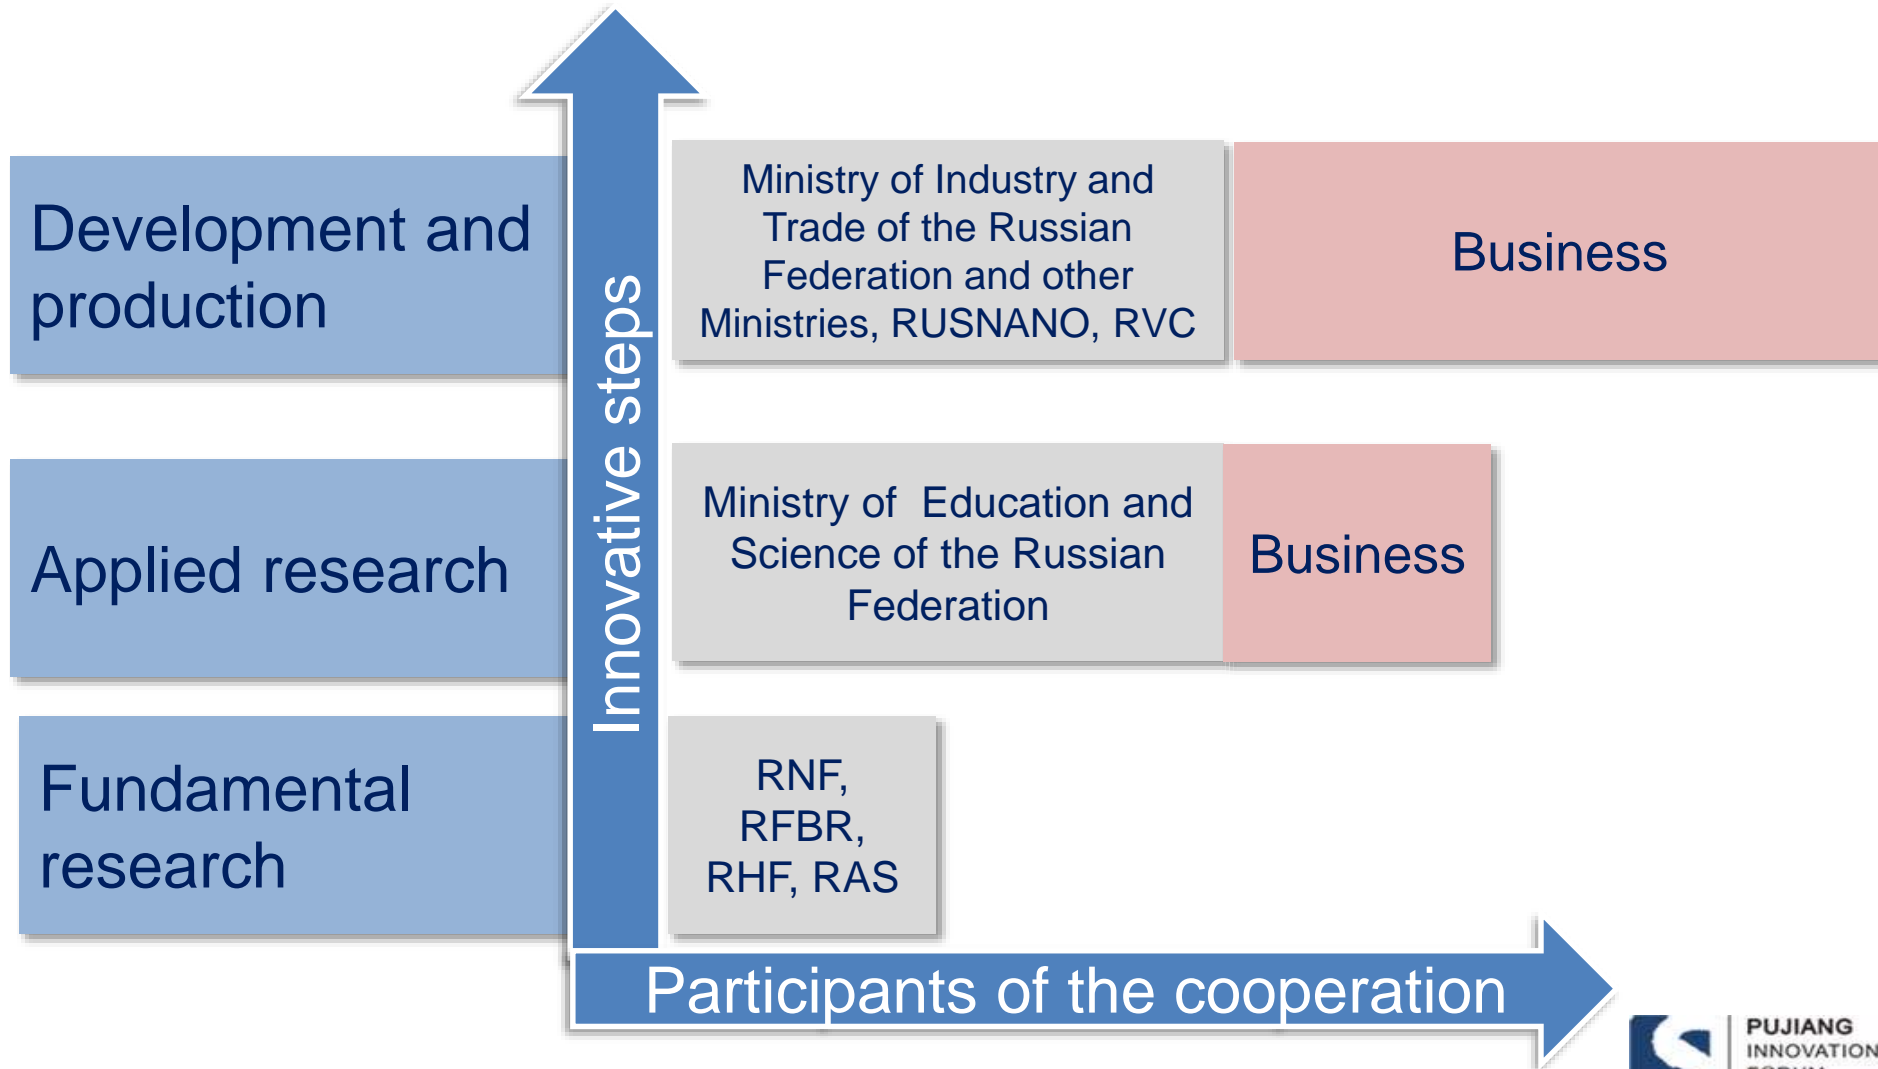 Development and
production
Ministry of Industry and
Trade of the Russian
Federation and other
Ministries, RUSNANO, RVC
Business
Innovative steps
Applied research
Ministry of  Education and
Science of the Russian
Federation
Business
Fundamental
research
RNF,
RFBR,
RHF, RAS
Participants of the cooperation
PUJIANG
INNOVATION